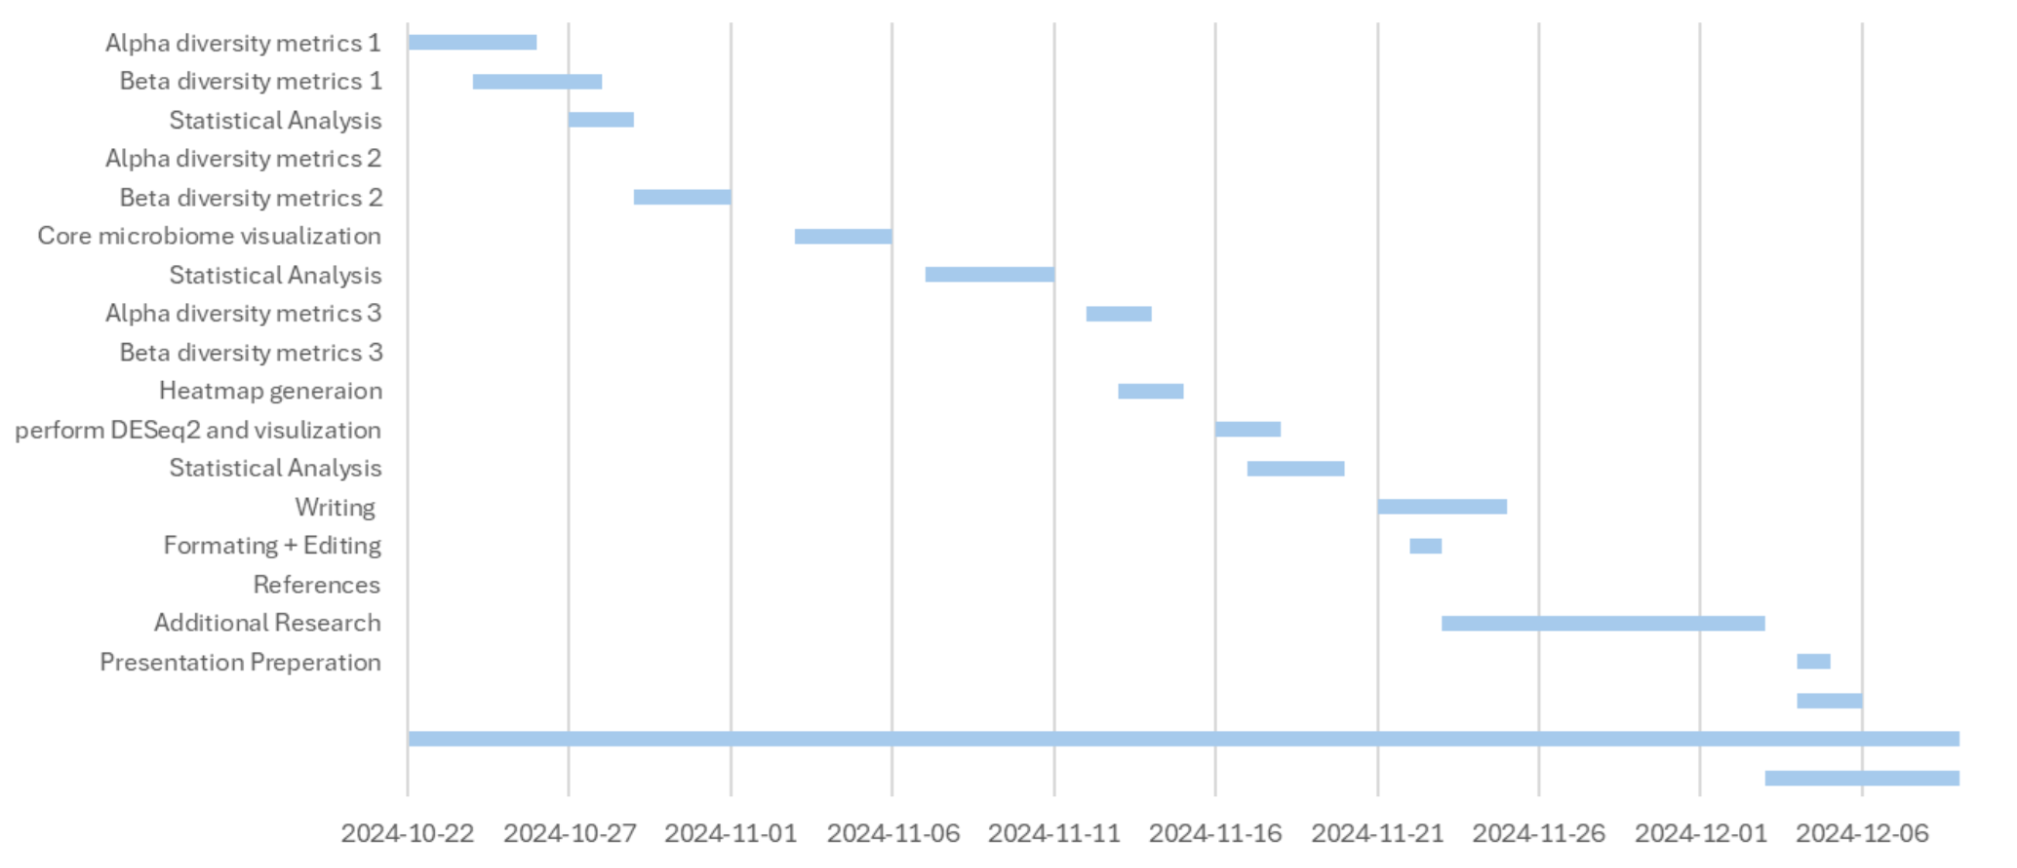 Alpha diversity metrics 1
Beta diversity metrics 1
Statistical Analysis
Alpha diversity metrics 2
Beta diversity metrics 2
Core microbiome visualization
Statistical Analysis
Alpha diversity metrics 3
Beta diversity metrics 3
Heatmap generaion
perform DESeq2 and visulization
Statistical Analysis
Writing
Formating + Editing
References
Additional Research
Presentation Preperation
2024-10-22 2024-10-27 2024-11-01 2024-11-06 2024-11-11 2024-11-16 2024-11-21 2024-11-26 2024-12-01 2024-12-06